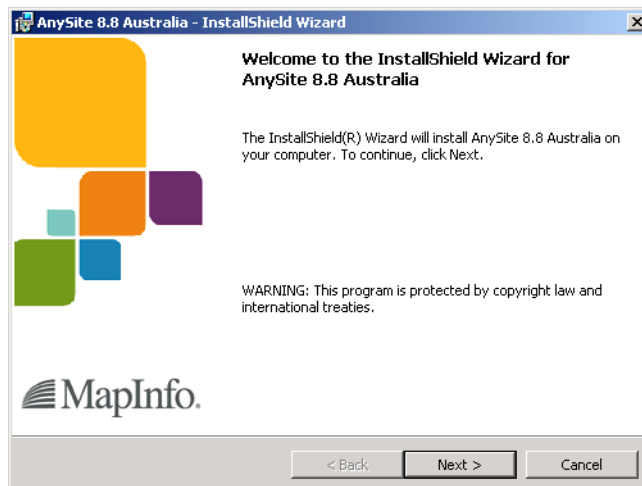 AnySite 8.8 Australia - InstallShield Wizard
Welcome to the InstallShield Wizard for
AnySite 8.8 Australia
The InstallShield(R) Wizard will install AnySite 8.8 Australia on
your computer. To continue, click Next.
WARNING: This program is protected by copyright law and
international treaties.
MapInfo.
< Back
Next >
Cancel